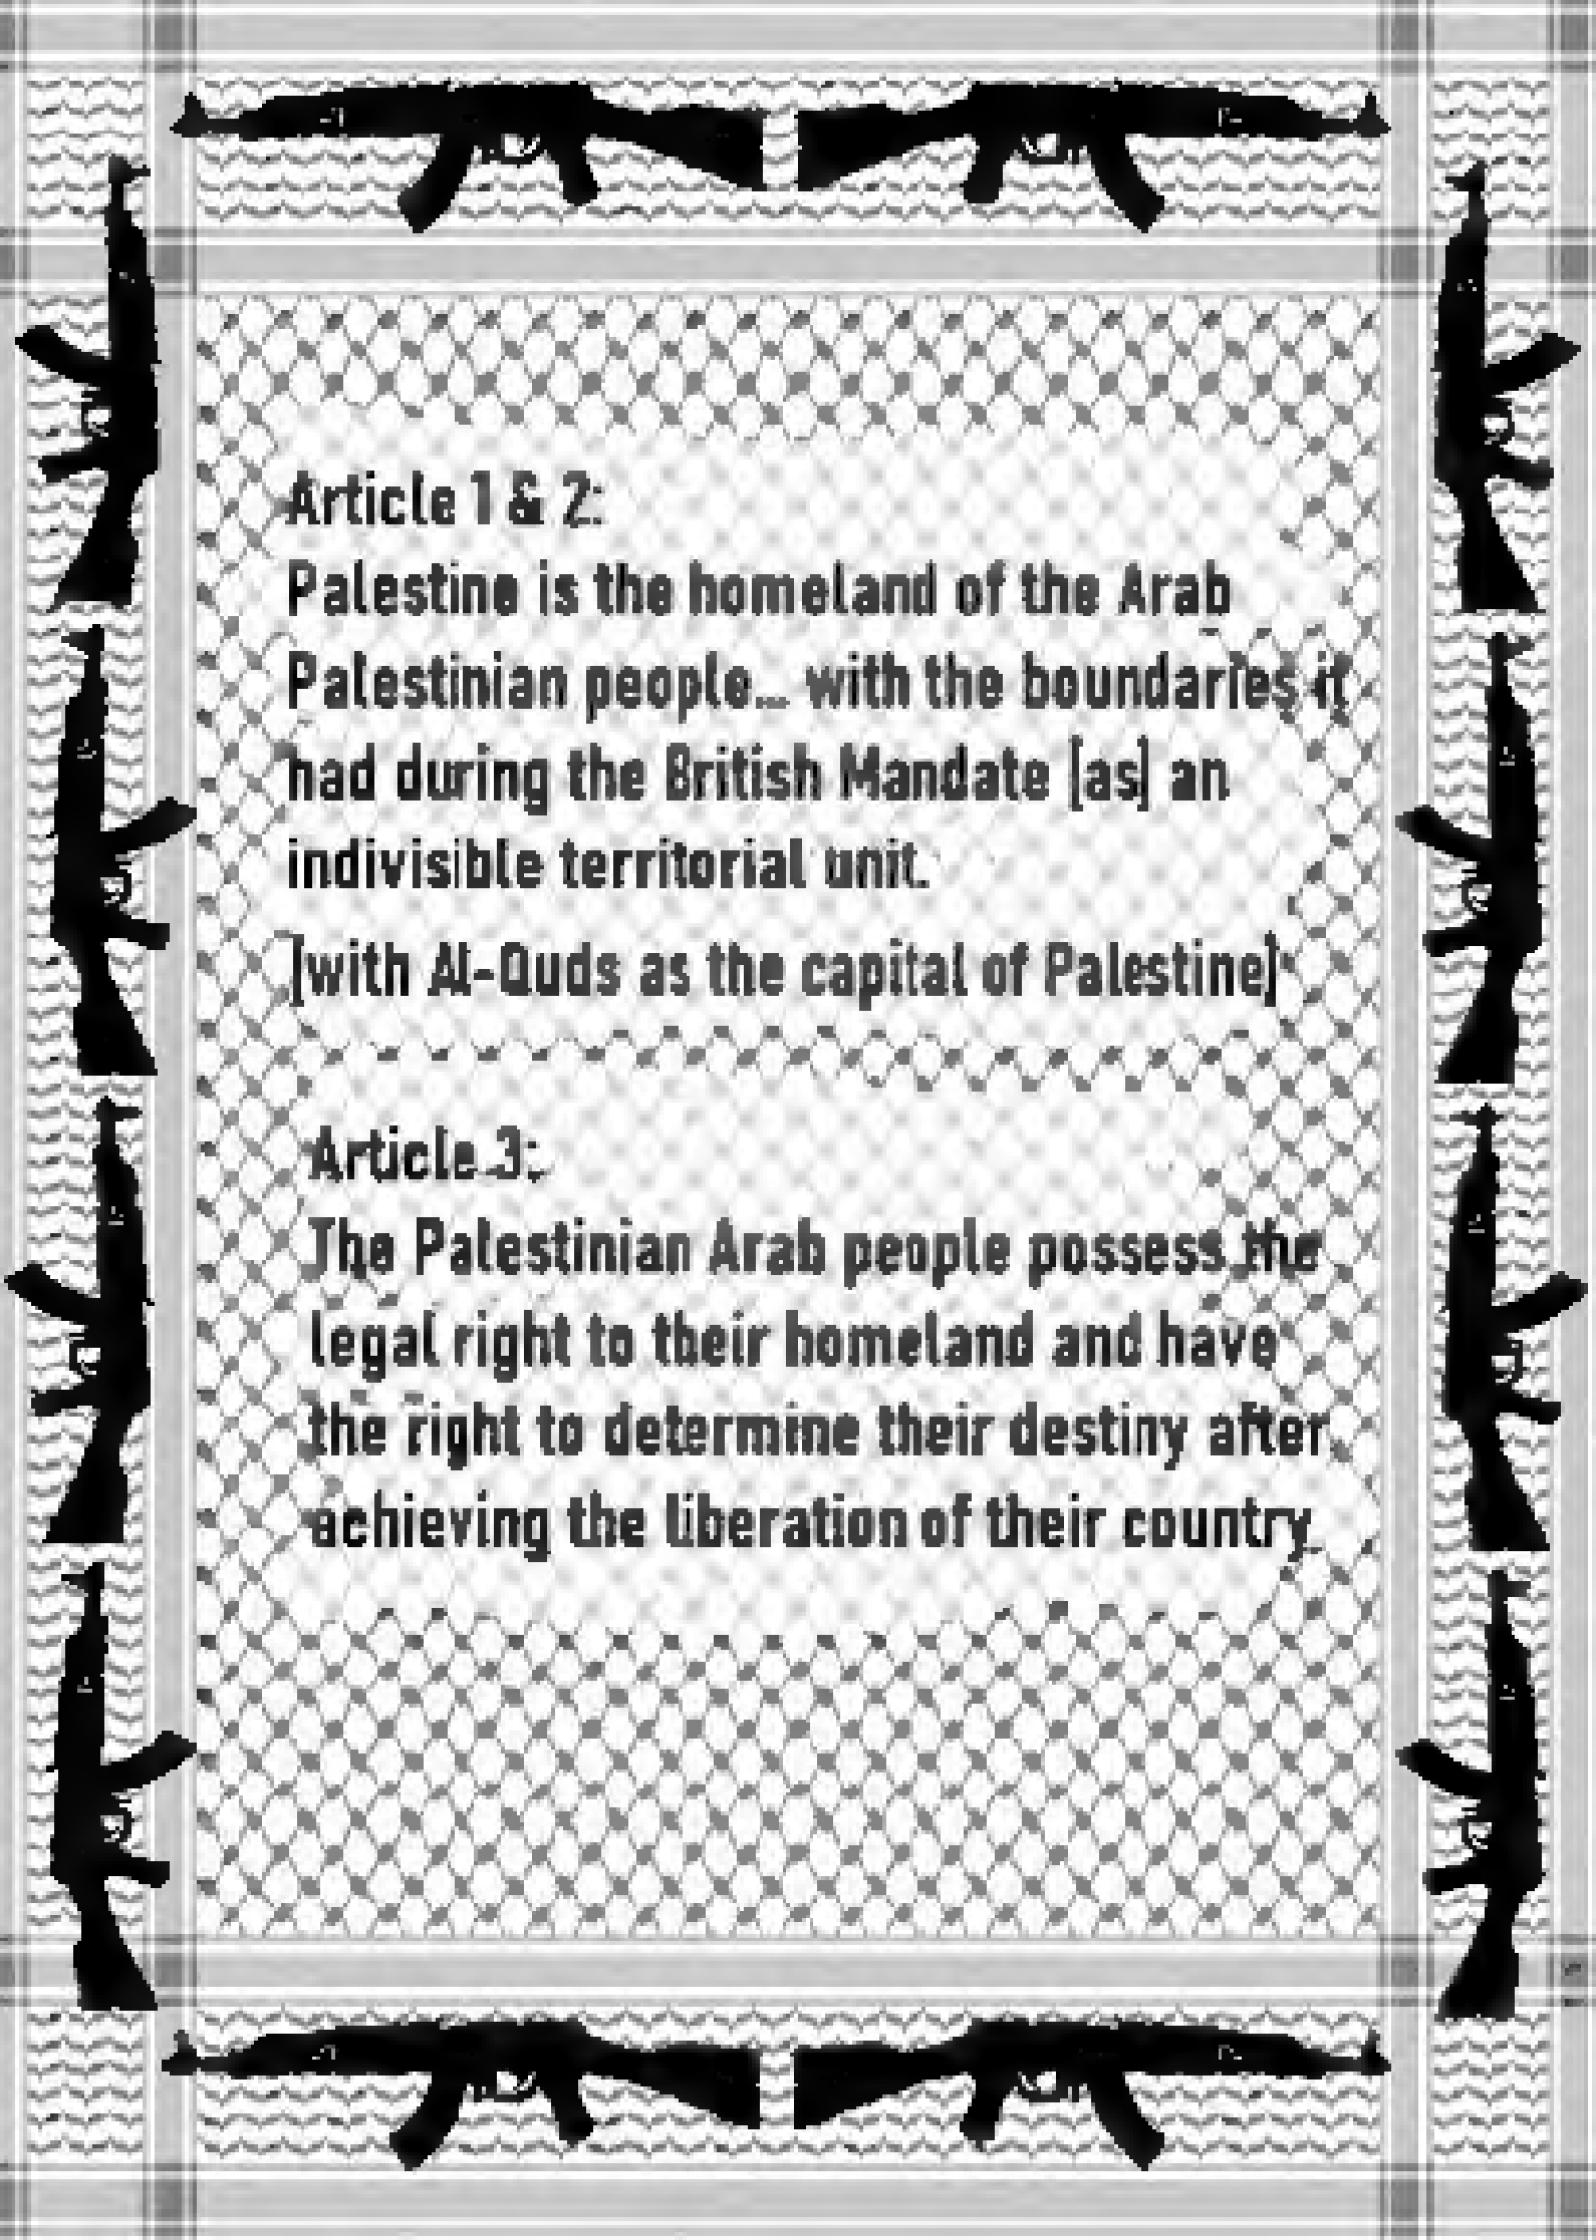 Article 1 & 2:
Palestine is the homeland of the Arab
Palestinian people... with the boundaries it
had during the British Mandate [as] an
indivisible territorial unit.
[with Al-Quds as the capital of Palestine]
Article 3:
The Palestinian Arab people possess the
legal right to their homeland and have
the right to determine their destiny after
achieving the liberation of their country